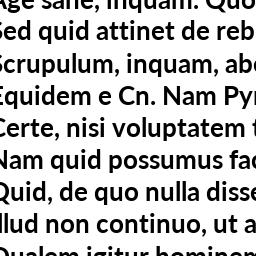 Age sane, inquam. Quo
Sed quid attinet de reb
Scrupulum, inquam, abe
Equidem e Cn. Nam Pyr
Certe, nisi voluptatem t
Nam quid possumus fac
Quid, de quo nulla disse
Illud non continuo, ut a
Qualem igitur hominem